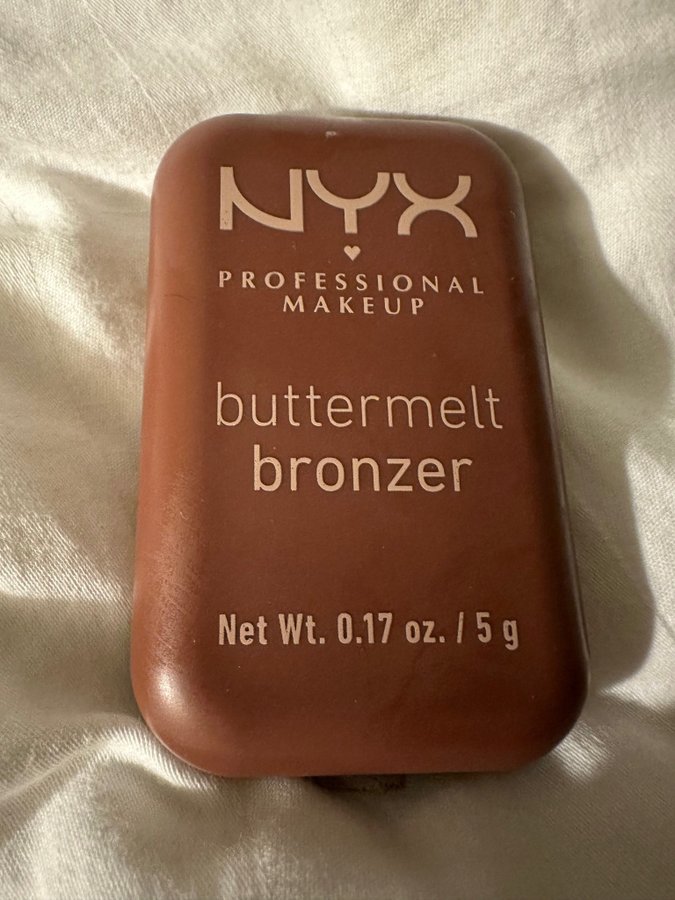 NYX
PROFESSIONAL
MAKEUP
buttermelt
bronzer
Net Wt. 0.17 oz. / 5 g